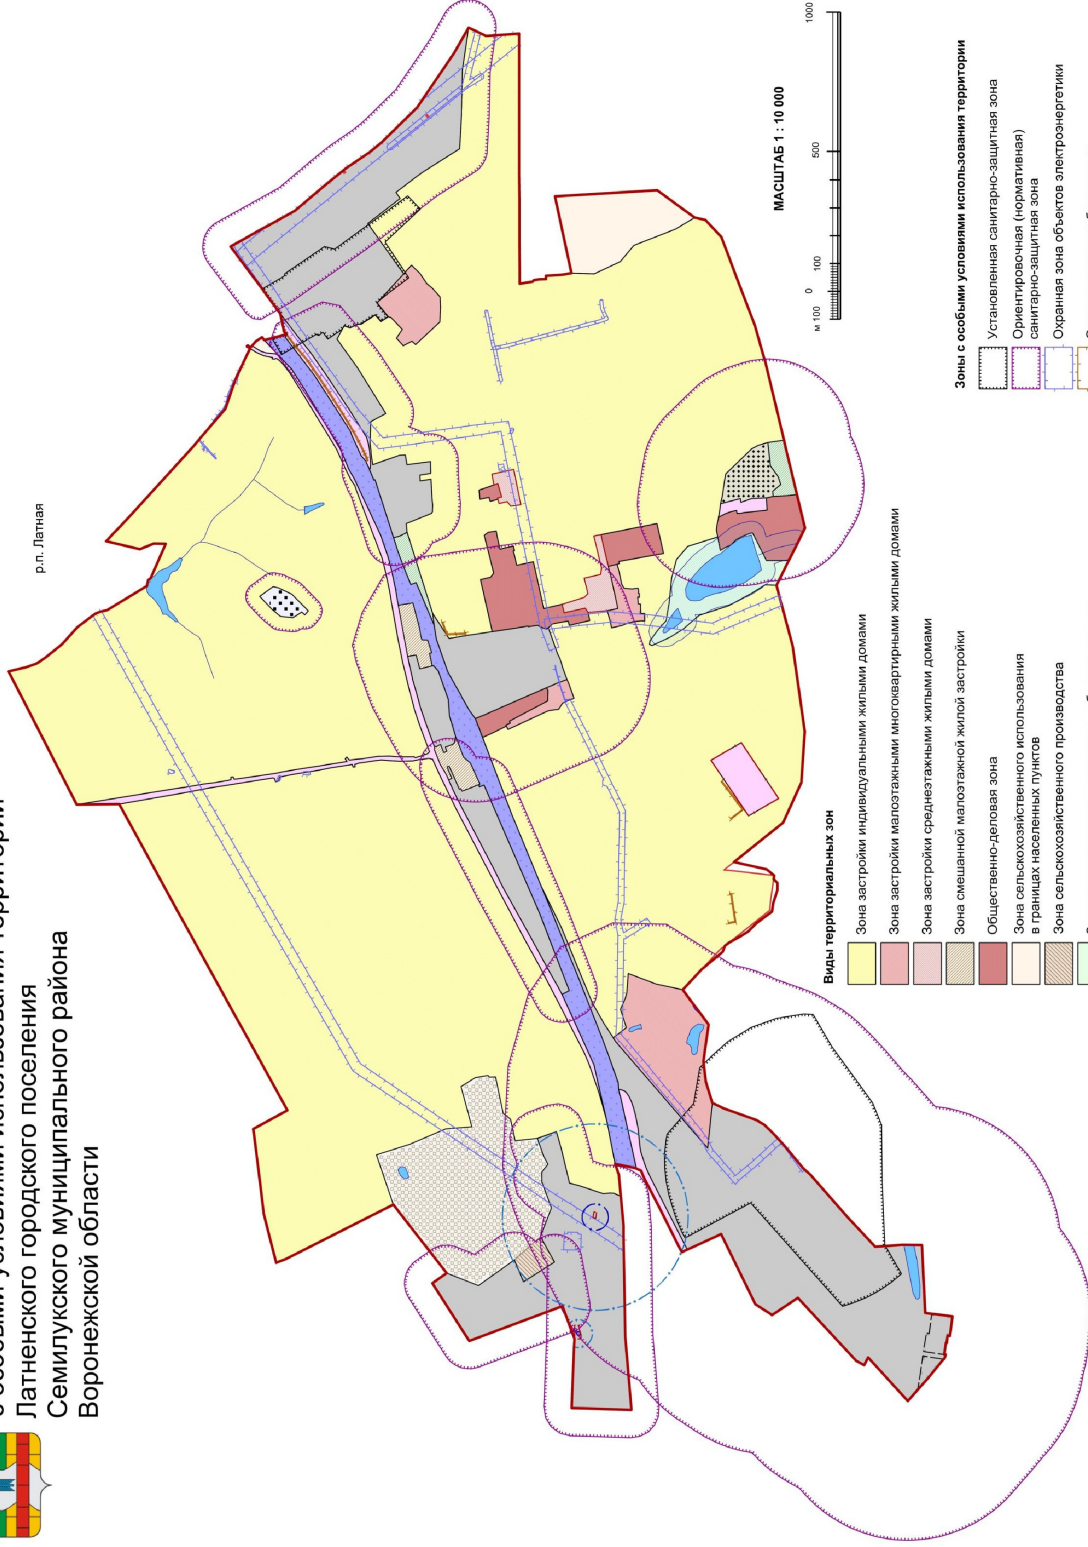 с особыми условиями использования территории
Латненского городского поселения
Семилукского муниципального района
Воронежской области
р.п. Латная
МАСШТАБ 1 : 10 000
м 100 0 100 500 1000
Виды территориальных зон
Зона застройки индивидуальными жилыми домами
Зона застройки малоэтажными многоквартирными жилыми домами
Зона застройки среднеэтажными жилыми домами
Зона смешанной малоэтажной жилой застройки
Общественно-деловая зона
Зона сельскохозяйственного использования
в границах населенных пунктов
Зона сельскохозяйственного производства
Зоны с особыми условиями использования территории
Установленная санитарно-защитная зона
Ориентировочная (нормативная)
санитарно-защитная зона
Охранная зона объектов электроэнергетики